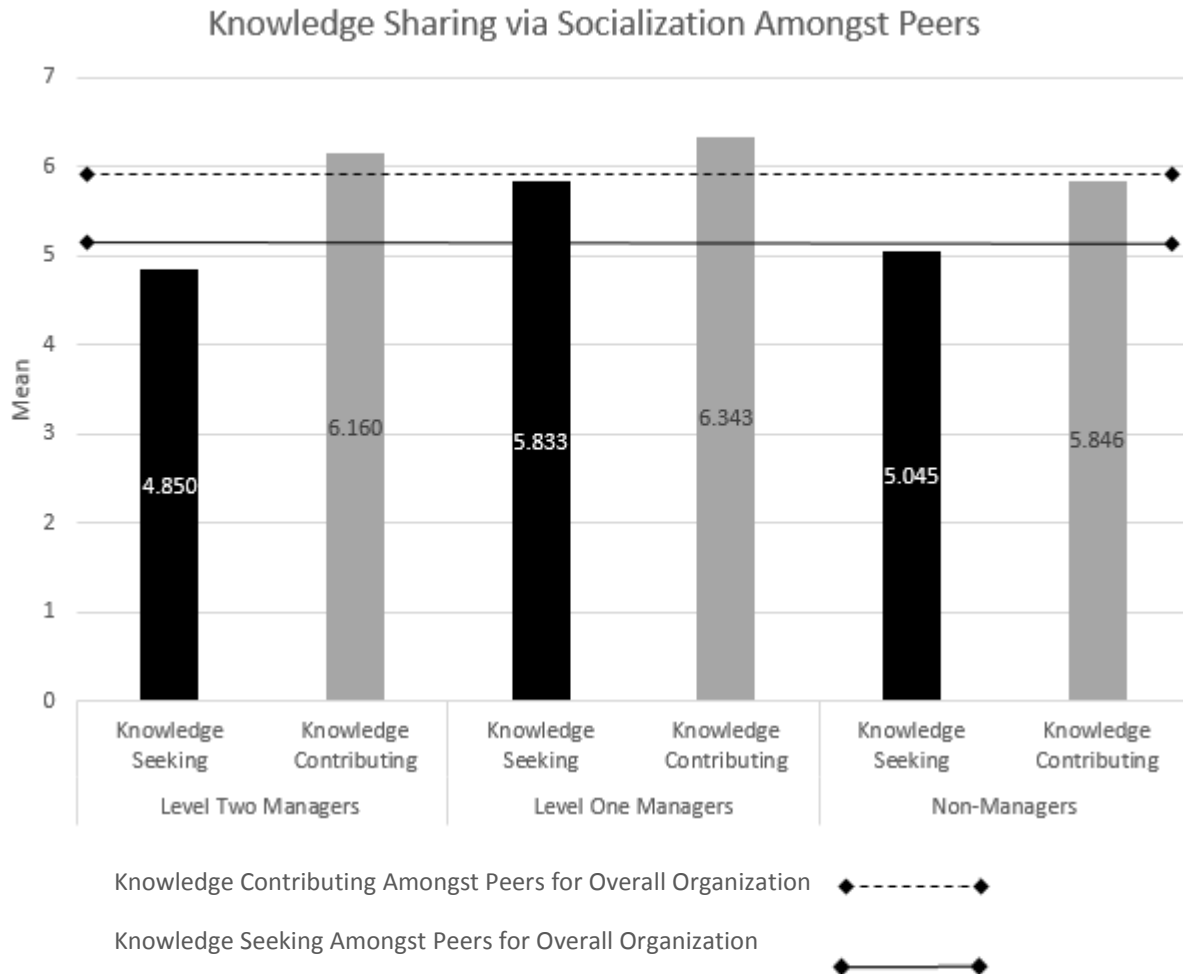 Knowledge Sharing via Socialization Amongst Peers
7
6
5
4
3
2
1
0
Mean
4.850
6.160
5.833
6.343
5.045
5.846
Knowledge Seeking
Knowledge Contributing
Knowledge Seeking
Knowledge Contributing
Knowledge Seeking
Knowledge Contributing
Level Two Managers
Level One Managers
Non-Managers
Knowledge Contributing Amongst Peers for Overall Organization
Knowledge Seeking Amongst Peers for Overall Organization